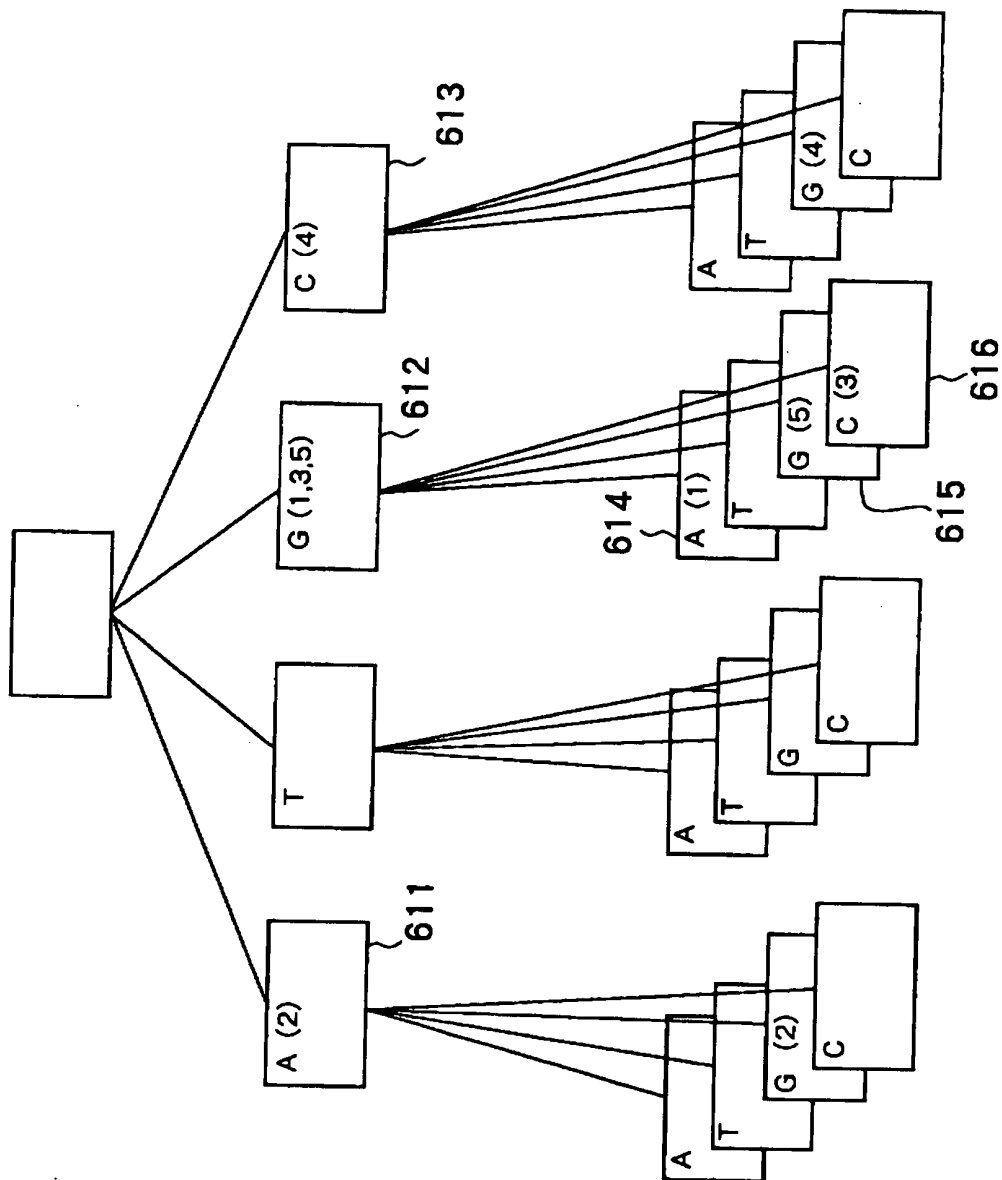 A (2)
611
T
G (1,3,5)
612
C (4)
613
A
T
G (2)
C
A
T
G
C
614
A (1)
T
G (5)
C (3)
615
616
A
T
G (4)
C